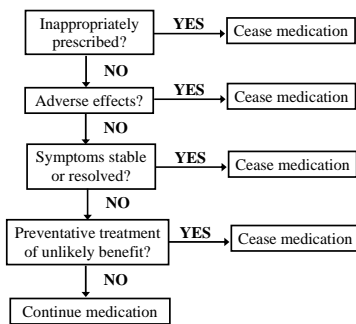 Inappropriately
prescribed?
YES
Cease medication
NO
Adverse effects?
YES
Cease medication
NO
Symptoms stable
or resolved?
YES
Cease medication
NO
Preventative treatment
of unlikely benefit?
YES
Cease medication
NO
Continue medication